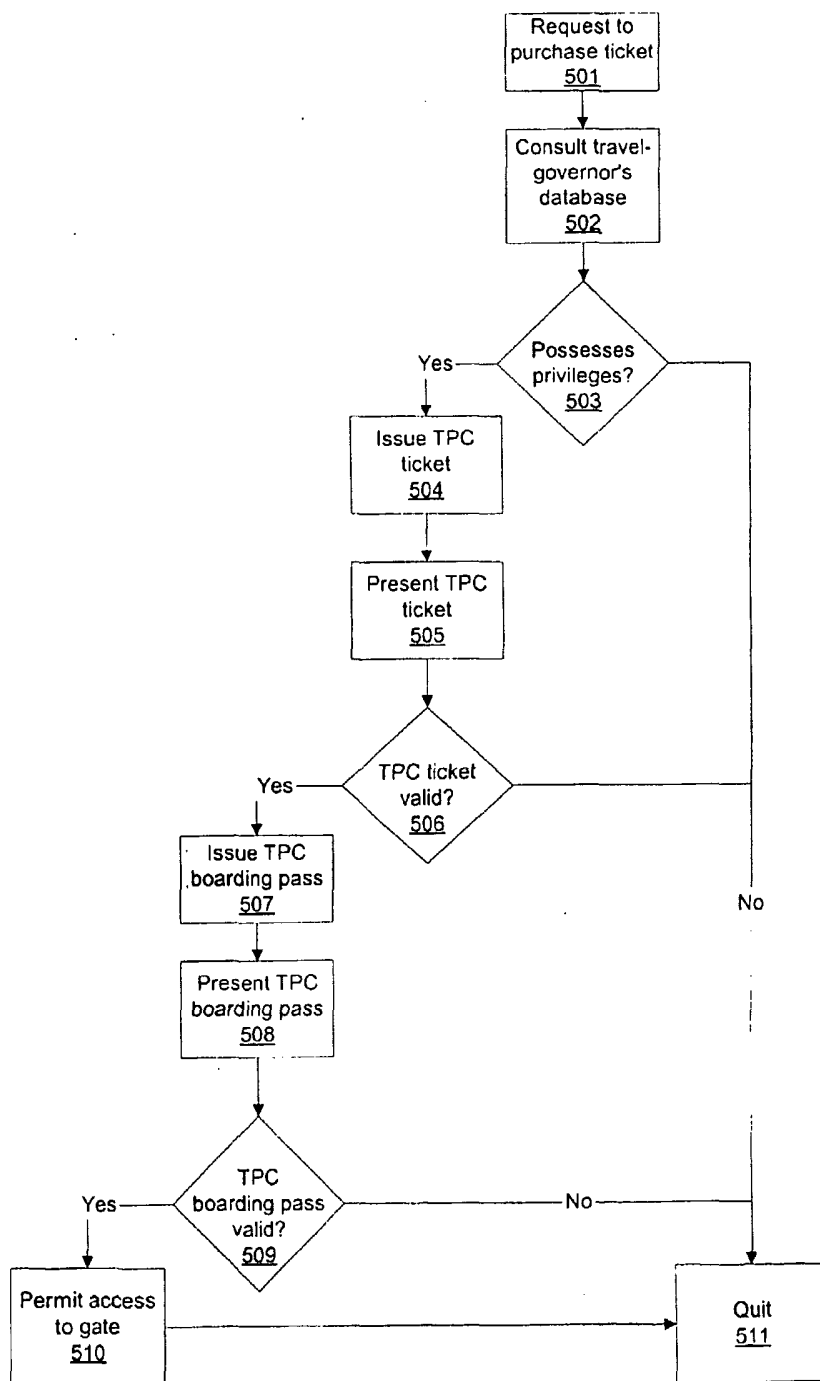 Request to
purchase ticket
501
Consult travel-
governor's
database
502
Possesses
privileges?
503
Yes
Issue TPC
ticket
504
Present TPC
ticket
505
TPC ticket
valid?
506
Yes
Issue TPC
boarding pass
507
No
Present TPC
boarding pass
508
TPC
boarding pass
valid?
509
Yes
No
Permit access
to gate
510
Quit
511